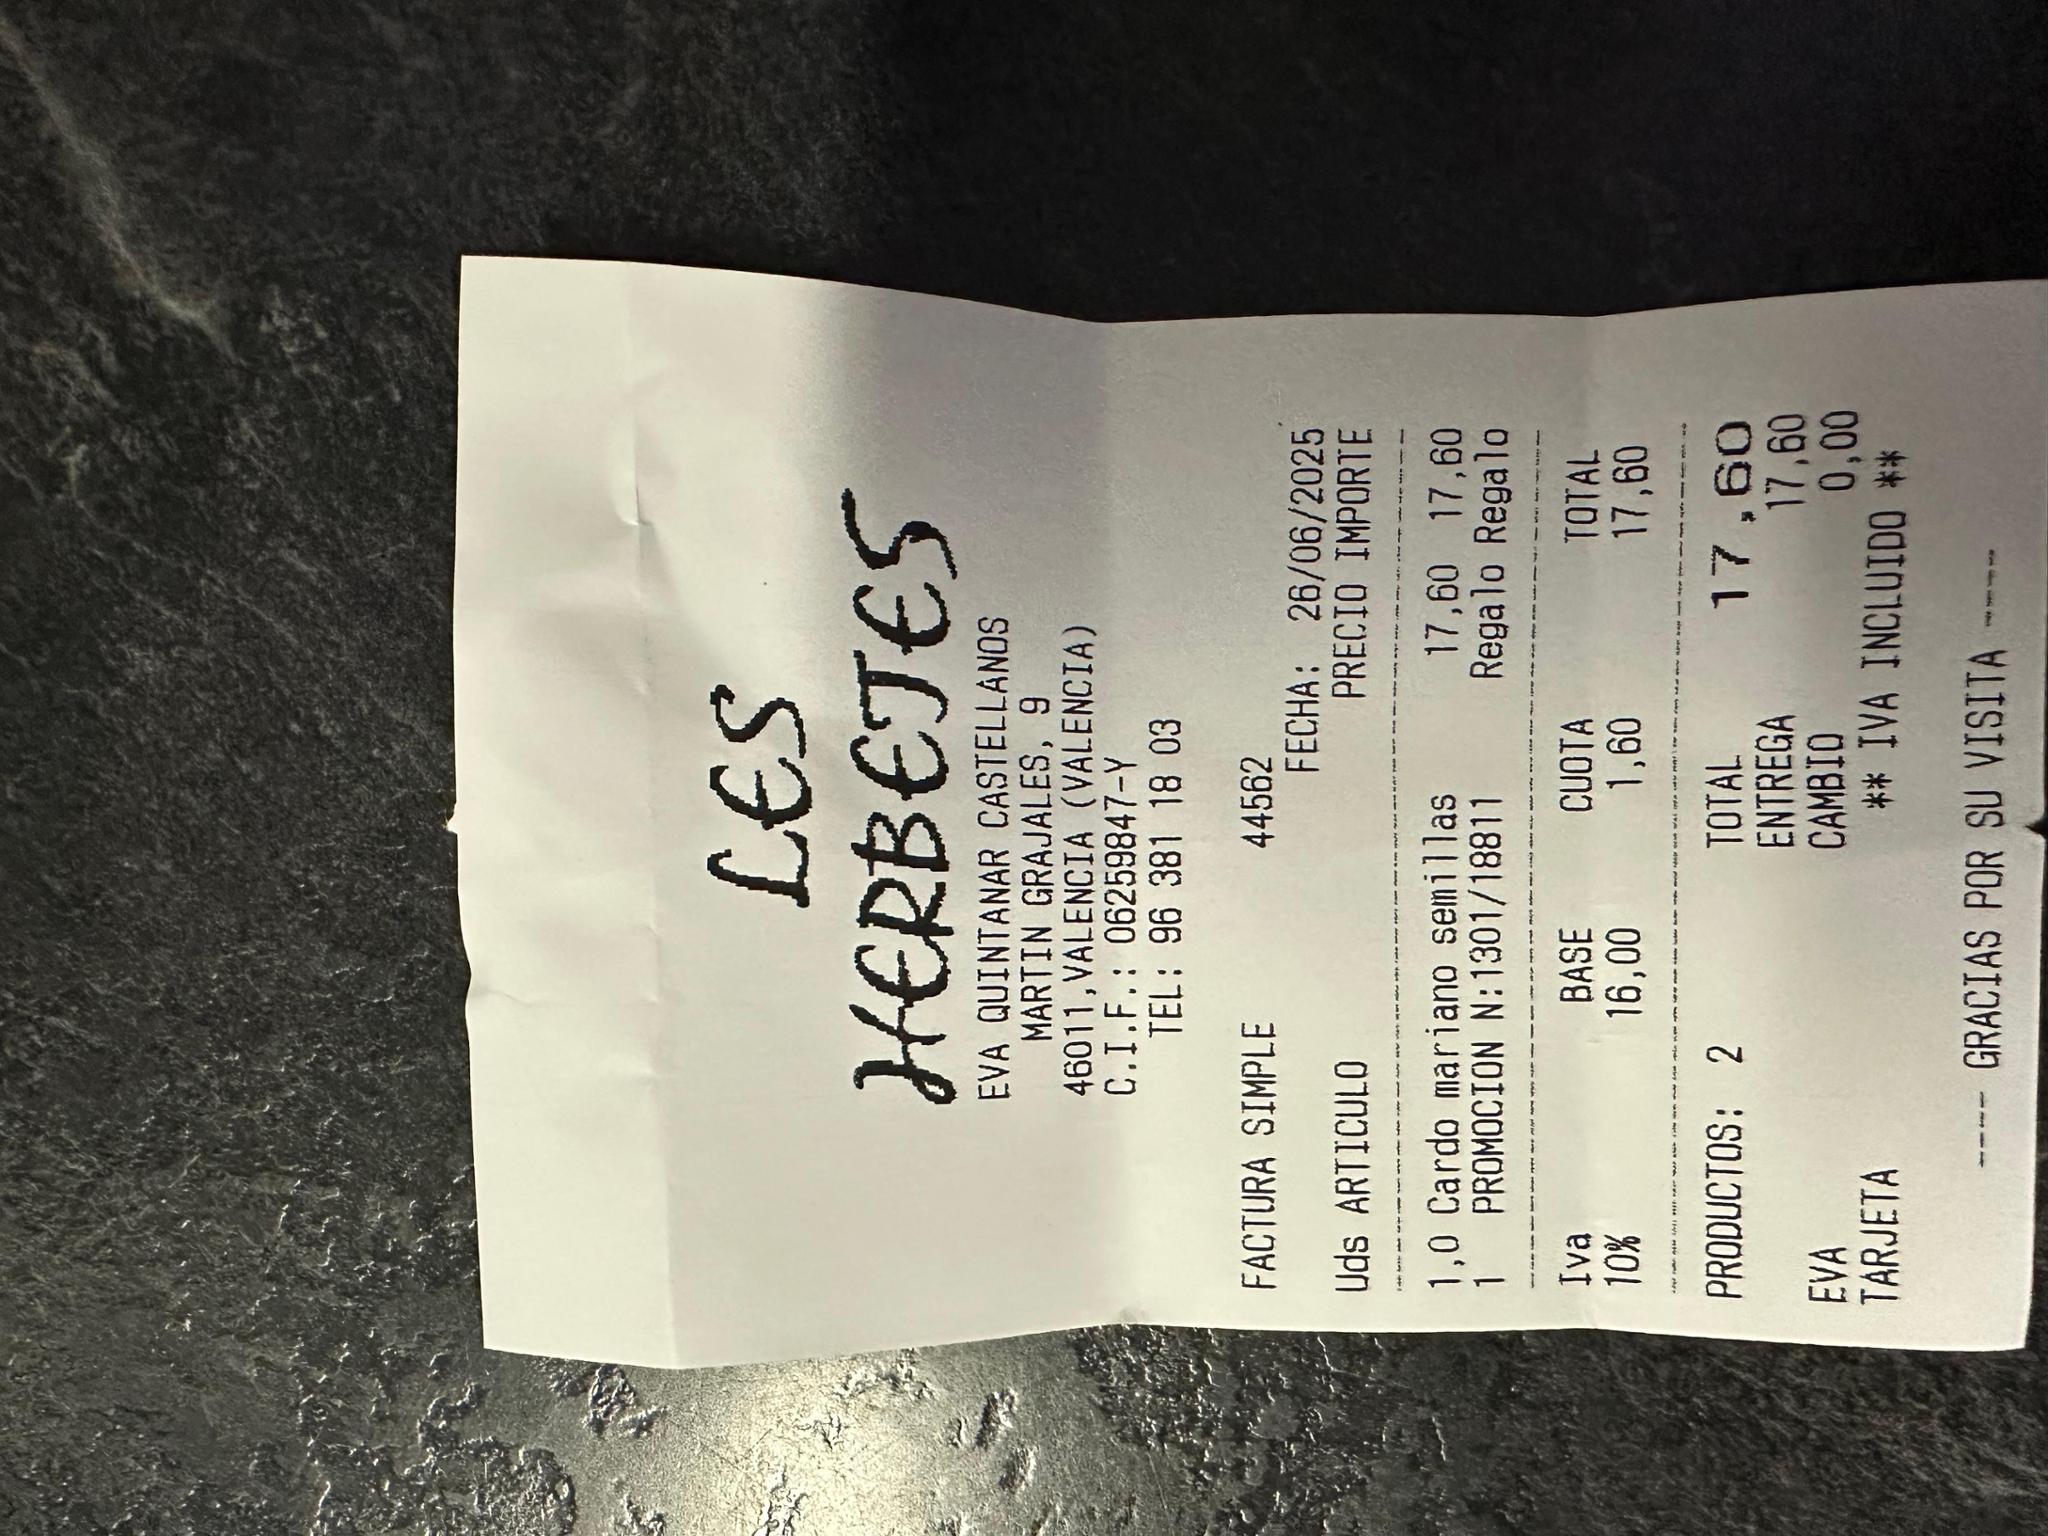 LES
HERBETES
EVA QUINTANAR CASTELLANOS
MARTIN GRAJALES, 9
46011,VALENCIA (VALENCIA)
C.I.F.: 06259847-Y
TEL: 96 381 18 03
FACTURA SIMPLE 44562
FECHA: 26/06/2025
Uds ARTICULO PRECIO IMPORTE
1,0 Cardo mariano semillas 17,60 17,60
1 PROMOCION N:1301/18811 Regalo Regalo
Iva BASE CUOTA TOTAL
10% 16,00 1,60 17,60
PRODUCTOS: 2 TOTAL 17,60
ENTREGA 17,60
EVA CAMBIO 0,00
TARJETA ** IVA INCLUIDO **
---- GRACIAS POR SU VISITA ----